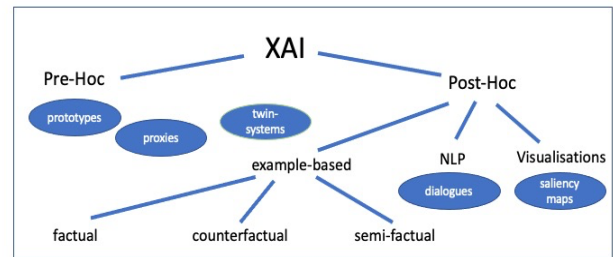 XAI
Pre-Hoc
Post-Hoc
prototypes
proxies
twin-
systems
example-based
NLP
Visualisations
dialogues
saliency
maps
factual
counterfactual
semi-factual